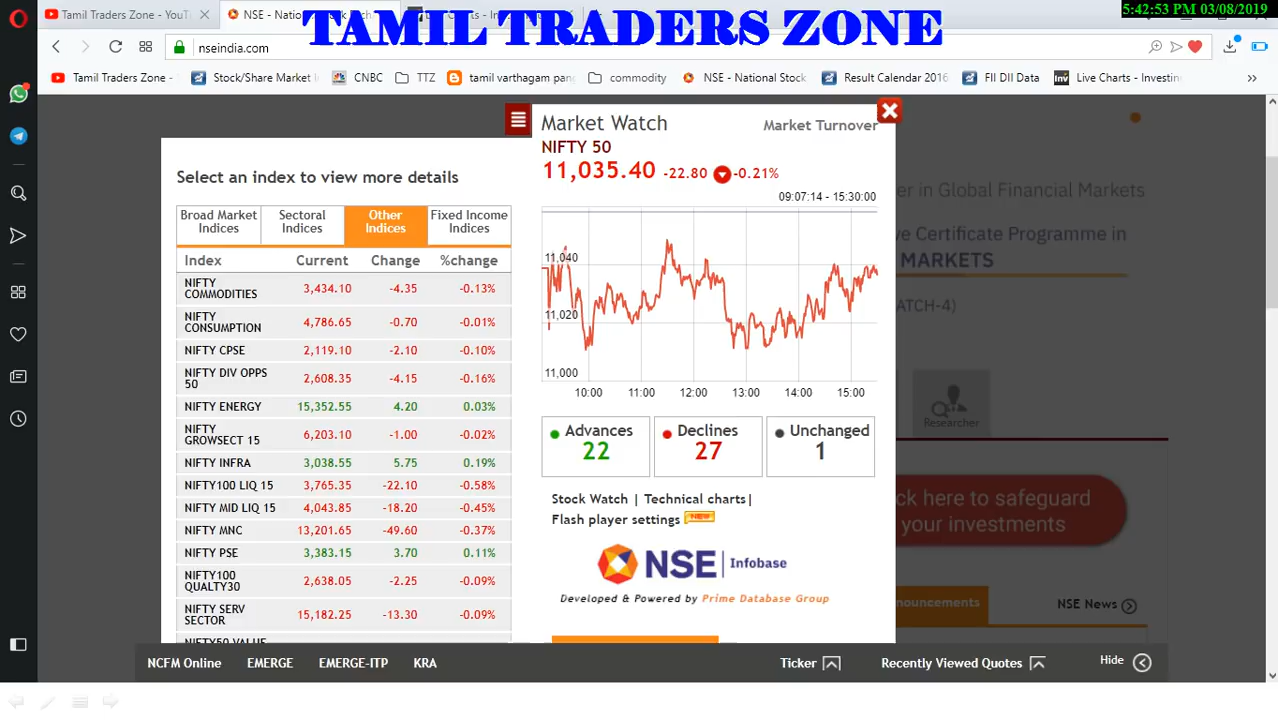 5:42:53 PM 03/08/2019
TAMIL TRADERS ZONE
Tamil Traders Zone - YouT
NSE - Nation
nseindia.com
Tamil Traders Zone -
Stock/Share Market
CNBC
TTZ
tamil varthagam pang
commodity
NSE - National Stock
Result Calendar 2016
FII DII Data
Inv
Live Charts - Investin
Market Watch
Market Turnover
NIFTY 50
11,035.40 -22.80 -0.21%
09:07:14 - 15:30:00
Select an index to view more details
Broad Market Indices
Sectoral Indices
Other Indices
Fixed Income Indices
Index Current Change %change
NIFTY COMMODITIES 3,434.10 -4.35 -0.13%
NIFTY CONSUMPTION 4,786.65 -0.70 -0.01%
NIFTY CPSE 2,119.10 -2.10 -0.10%
NIFTY DIV OPPS 50 2,608.35 -4.15 -0.16%
NIFTY ENERGY 15,352.55 4.20 0.03%
NIFTY GROWSECT 15 6,203.10 -1.00 -0.02%
NIFTY INFRA 3,038.55 5.75 0.19%
NIFTY100 LIQ 15 3,765.35 -22.10 -0.58%
NIFTY MID LIQ 15 4,043.85 -18.20 -0.45%
NIFTY MNC 13,201.65 -49.60 -0.37%
NIFTY PSE 3,383.15 3.70 0.11%
NIFTY100 QUALTY30 2,638.05 -2.25 -0.09%
NIFTY SERV SECTOR 15,182.25 -13.30 -0.09%
NIFTY50 VALUE
11,040
11,020
11,000
10:00 11:00 12:00 13:00 14:00 15:00
Advances 22
Declines 27
Unchanged 1
Stock Watch | Technical charts|
Flash player settings NEW
NSE | Infobase
Developed & Powered by Prime Database Group
er in Global Financial Markets
ve Certificate Programme in
MARKETS
ATCH-4)
Researcher
ck here to safeguard
your investments
nouncements
NSE News
NCFM Online EMERGE EMERGE-ITP KRA
Ticker
Recently Viewed Quotes
Hide